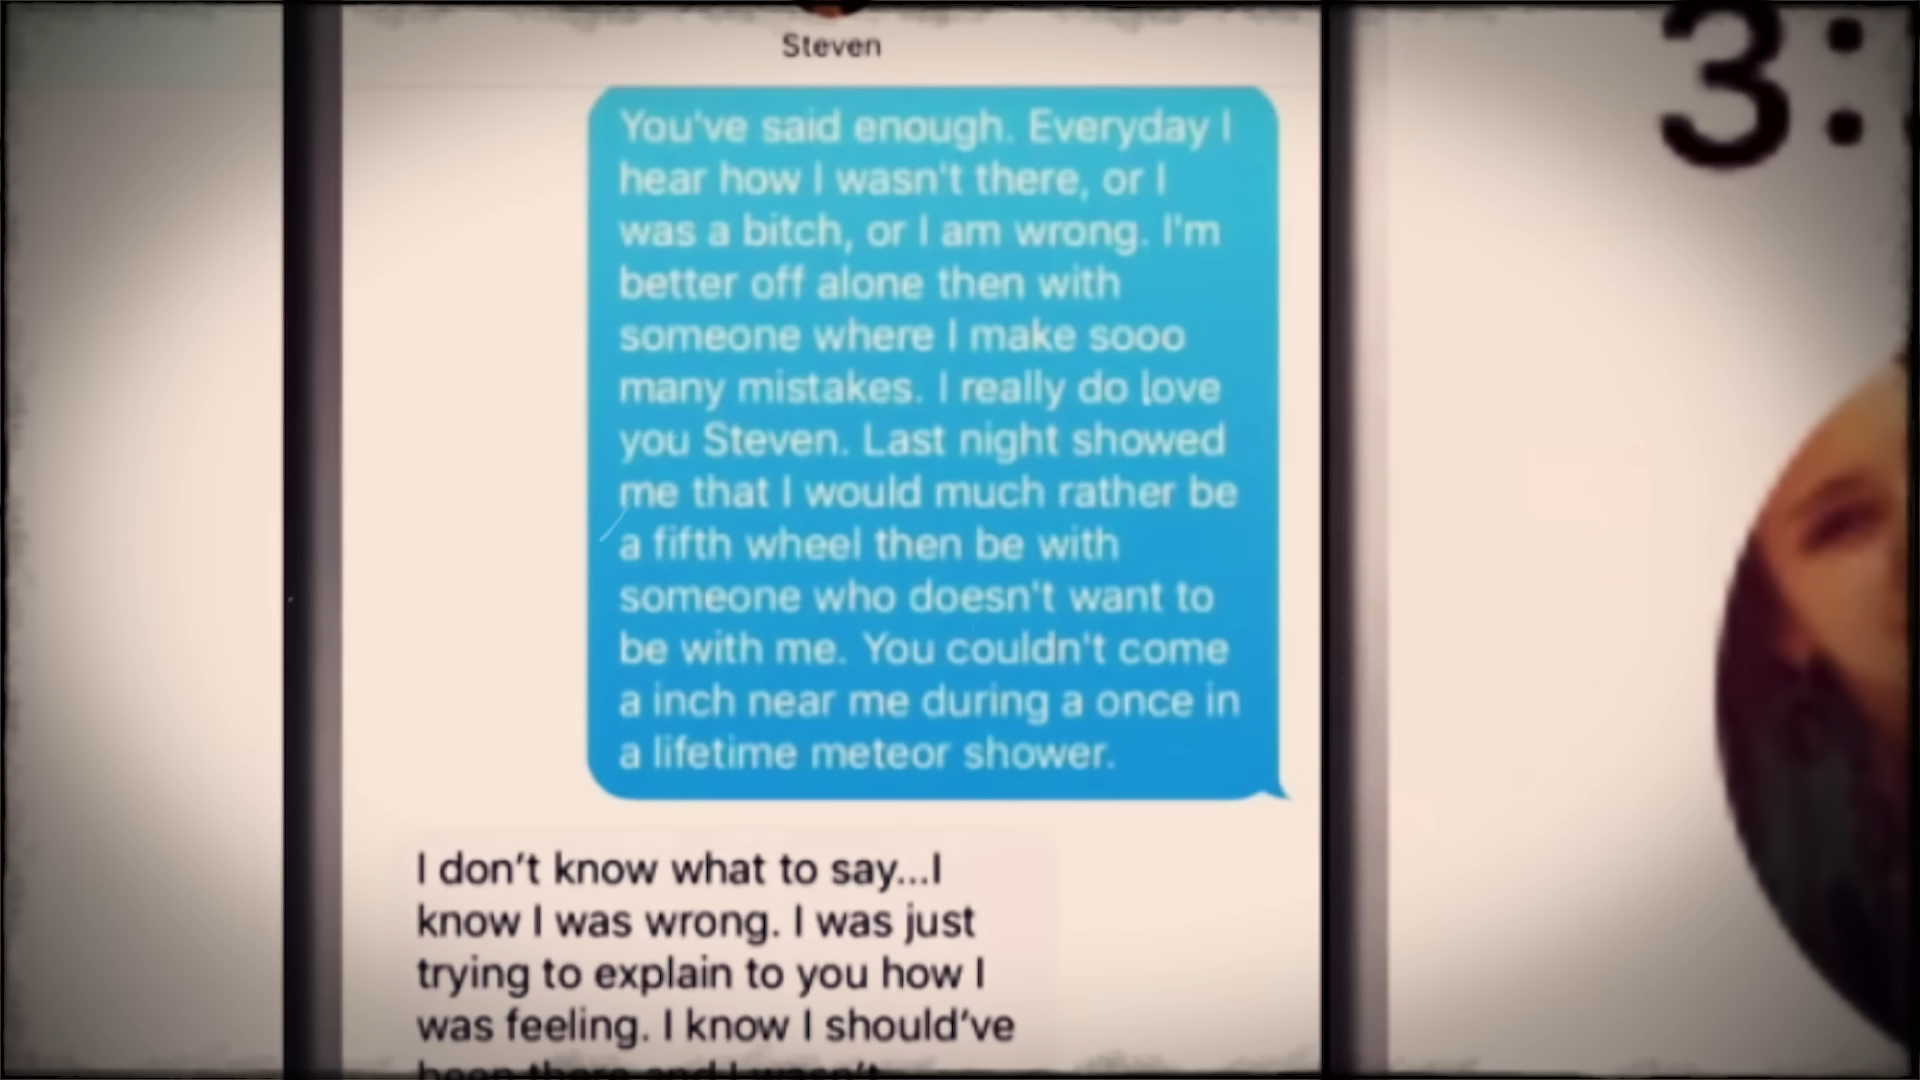 Steven
3:
You've said enough. Everyday I
hear how I wasn't there, or I
was a bitch, or I am wrong. I'm
better off alone then with
someone where I make sooo
many mistakes. I really do love
you Steven. Last night showed
me that I would much rather be
a fifth wheel then be with
someone who doesn't want to
be with me. You couldn't come
a inch near me during a once in
a lifetime meteor shower.
I don't know what to say...I
know I was wrong. I was just
trying to explain to you how I
was feeling. I know I should've
been there and I wasn't